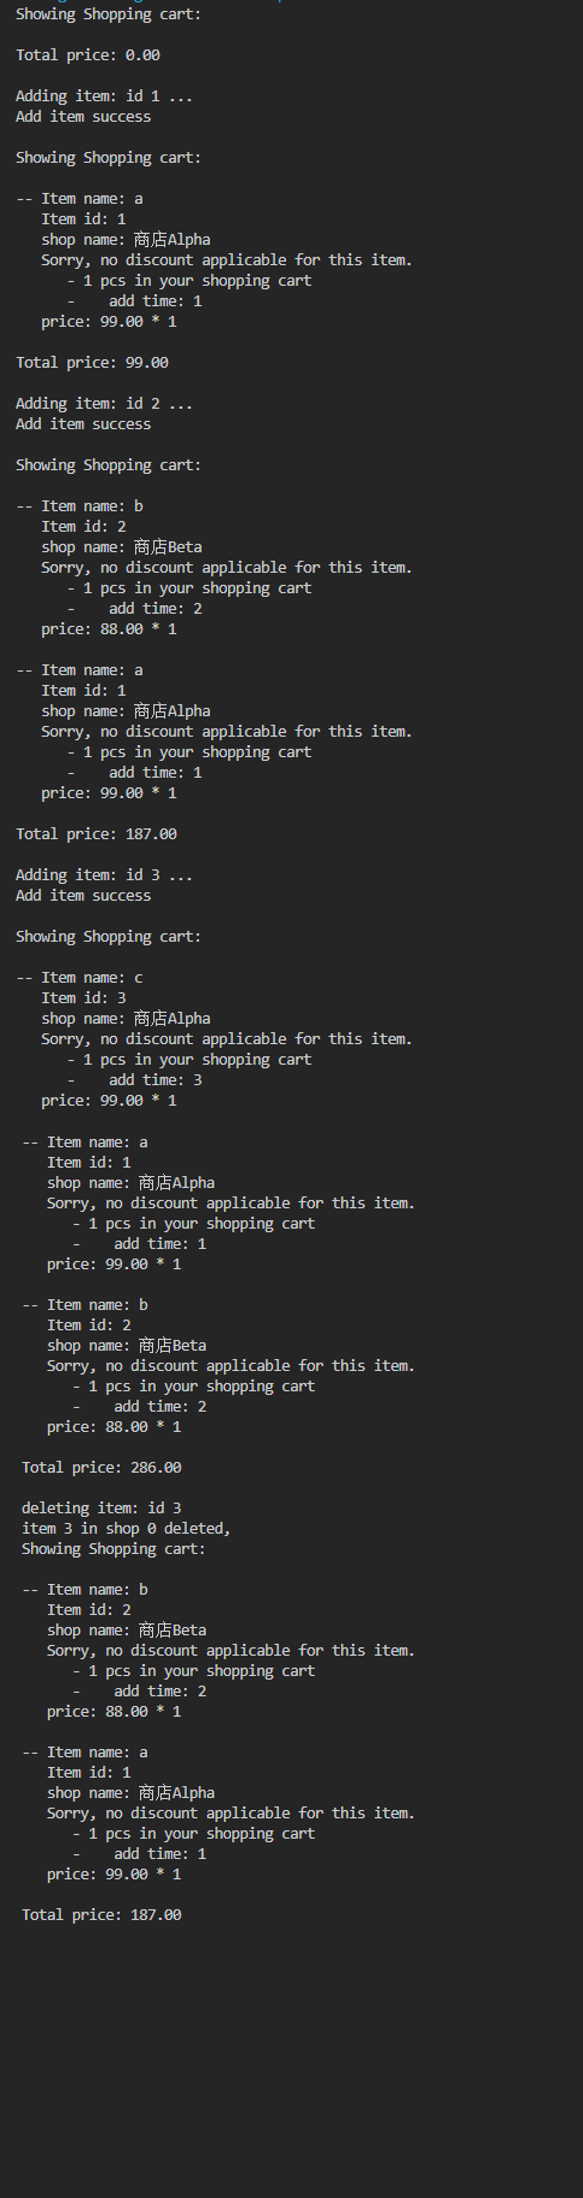 Showing Shopping cart:
Total price: 0.00
Adding item: id 1 ...
Add item success
Showing Shopping cart:
-- Item name: a
Item id: 1
shop name: 商店Alpha
Sorry, no discount applicable for this item.
- 1 pcs in your shopping cart
-    add time: 1
price: 99.00 * 1
Total price: 99.00
Adding item: id 2 ...
Add item success
Showing Shopping cart:
-- Item name: b
Item id: 2
shop name: 商店Beta
Sorry, no discount applicable for this item.
- 1 pcs in your shopping cart
-    add time: 2
price: 88.00 * 1
-- Item name: a
Item id: 1
shop name: 商店Alpha
Sorry, no discount applicable for this item.
- 1 pcs in your shopping cart
-    add time: 1
price: 99.00 * 1
Total price: 187.00
Adding item: id 3 ...
Add item success
Showing Shopping cart:
-- Item name: c
Item id: 3
shop name: 商店Alpha
Sorry, no discount applicable for this item.
- 1 pcs in your shopping cart
-    add time: 3
price: 99.00 * 1
-- Item name: a
Item id: 1
shop name: 商店Alpha
Sorry, no discount applicable for this item.
- 1 pcs in your shopping cart
-    add time: 1
price: 99.00 * 1
-- Item name: b
Item id: 2
shop name: 商店Beta
Sorry, no discount applicable for this item.
- 1 pcs in your shopping cart
-    add time: 2
price: 88.00 * 1
Total price: 286.00
deleting item: id 3
item 3 in shop 0 deleted,
Showing Shopping cart:
-- Item name: b
Item id: 2
shop name: 商店Beta
Sorry, no discount applicable for this item.
- 1 pcs in your shopping cart
-    add time: 2
price: 88.00 * 1
-- Item name: a
Item id: 1
shop name: 商店Alpha
Sorry, no discount applicable for this item.
- 1 pcs in your shopping cart
-    add time: 1
price: 99.00 * 1
Total price: 187.00